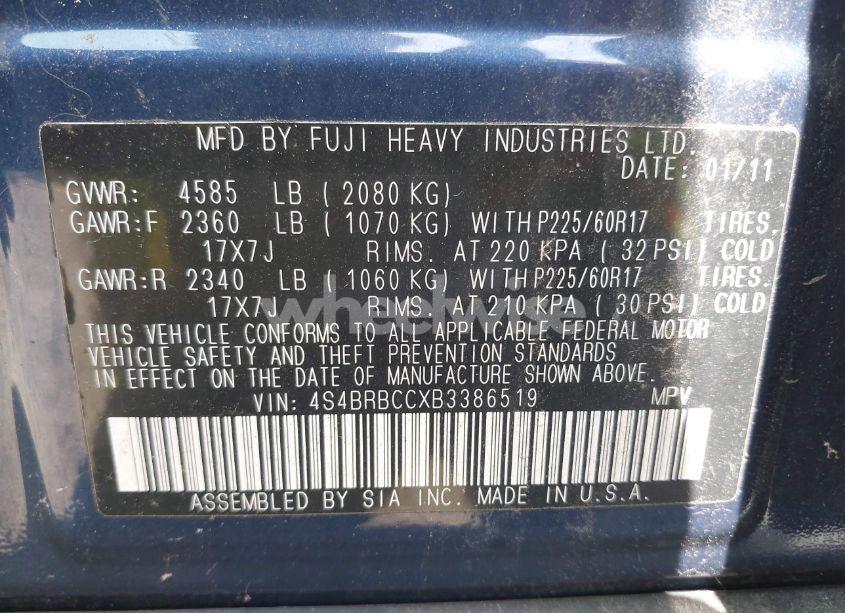 MFD BY FUJI HEAVY INDUSTRIES LTD.
DATE: 01/11
GVWR: 4585 LB ( 2080 KG)
GAWR:F 2360 LB ( 1070 KG) WITH P225/60R17 TIRES.
17X7J RIMS. AT 220 KPA ( 32 PSI) COLD
GAWR:R 2340 LB ( 1060 KG) WITH P225/60R17 TIRES.
17X7J RIMS. AT 210 KPA ( 30 PSI) COLD
THIS VEHICLE CONFORMS TO ALL APPLICABLE FEDERAL MOTOR
VEHICLE SAFETY AND THEFT PREVENTION STANDARDS
IN EFFECT ON THE DATE OF MANUFACTURE SHOWN ABOVE.
VIN: 4S4BRBCCXB3386519 MPV
ASSEMBLED BY SIA INC. MADE IN U.S.A.
wheelwise